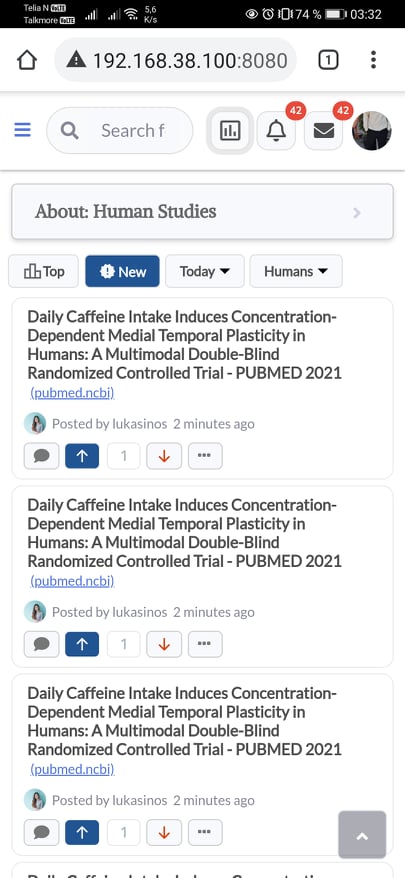 Telia N VoLTE 5,6 74 % 03:32
Talkmore VoLTE K/s
192.168.38.100:8080 1
Search f 42 42
About: Human Studies
Top New Today Humans
Daily Caffeine Intake Induces Concentration-
Dependent Medial Temporal Plasticity in
Humans: A Multimodal Double-Blind
Randomized Controlled Trial - PUBMED 2021
(pubmed.ncbi)
Posted by lukasinos 2 minutes ago
1
Daily Caffeine Intake Induces Concentration-
Dependent Medial Temporal Plasticity in
Humans: A Multimodal Double-Blind
Randomized Controlled Trial - PUBMED 2021
(pubmed.ncbi)
Posted by lukasinos 2 minutes ago
1
Daily Caffeine Intake Induces Concentration-
Dependent Medial Temporal Plasticity in
Humans: A Multimodal Double-Blind
Randomized Controlled Trial - PUBMED 2021
(pubmed.ncbi)
Posted by lukasinos 2 minutes ago
1